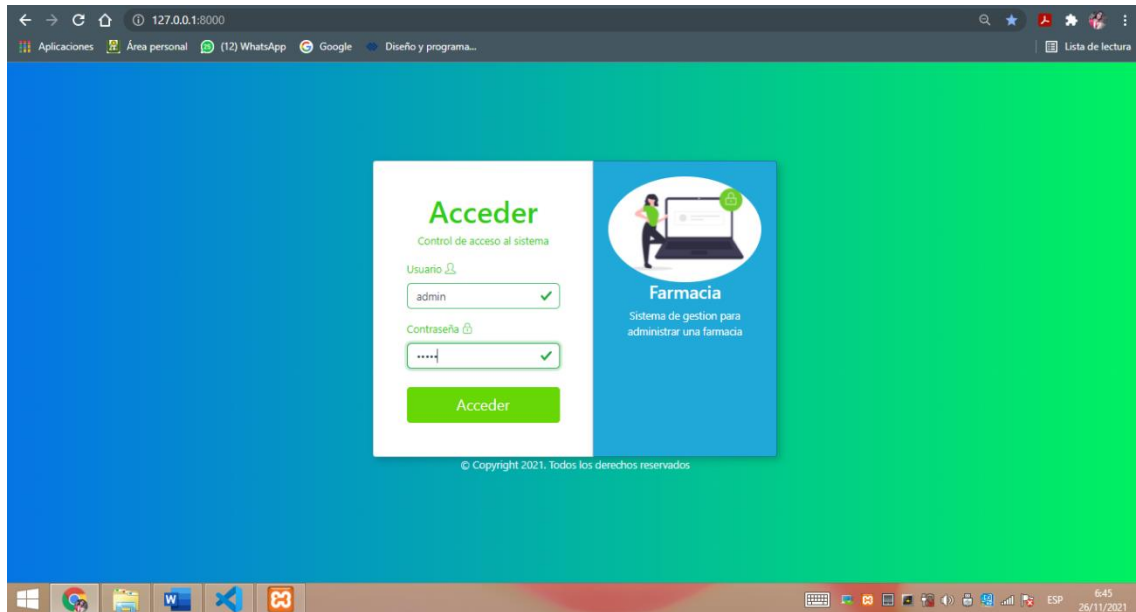 127.0.0.1:8000
Aplicaciones Área personal (12) WhatsApp Google Diseño y programa... Lista de lectura
Acceder
Control de acceso al sistema
Usuario
admin
Contraseña
•••••
Acceder
Farmacia
Sistema de gestion para
administrar una farmacia
© Copyright 2021. Todos los derechos reservados
ESP
6:45
26/11/2021